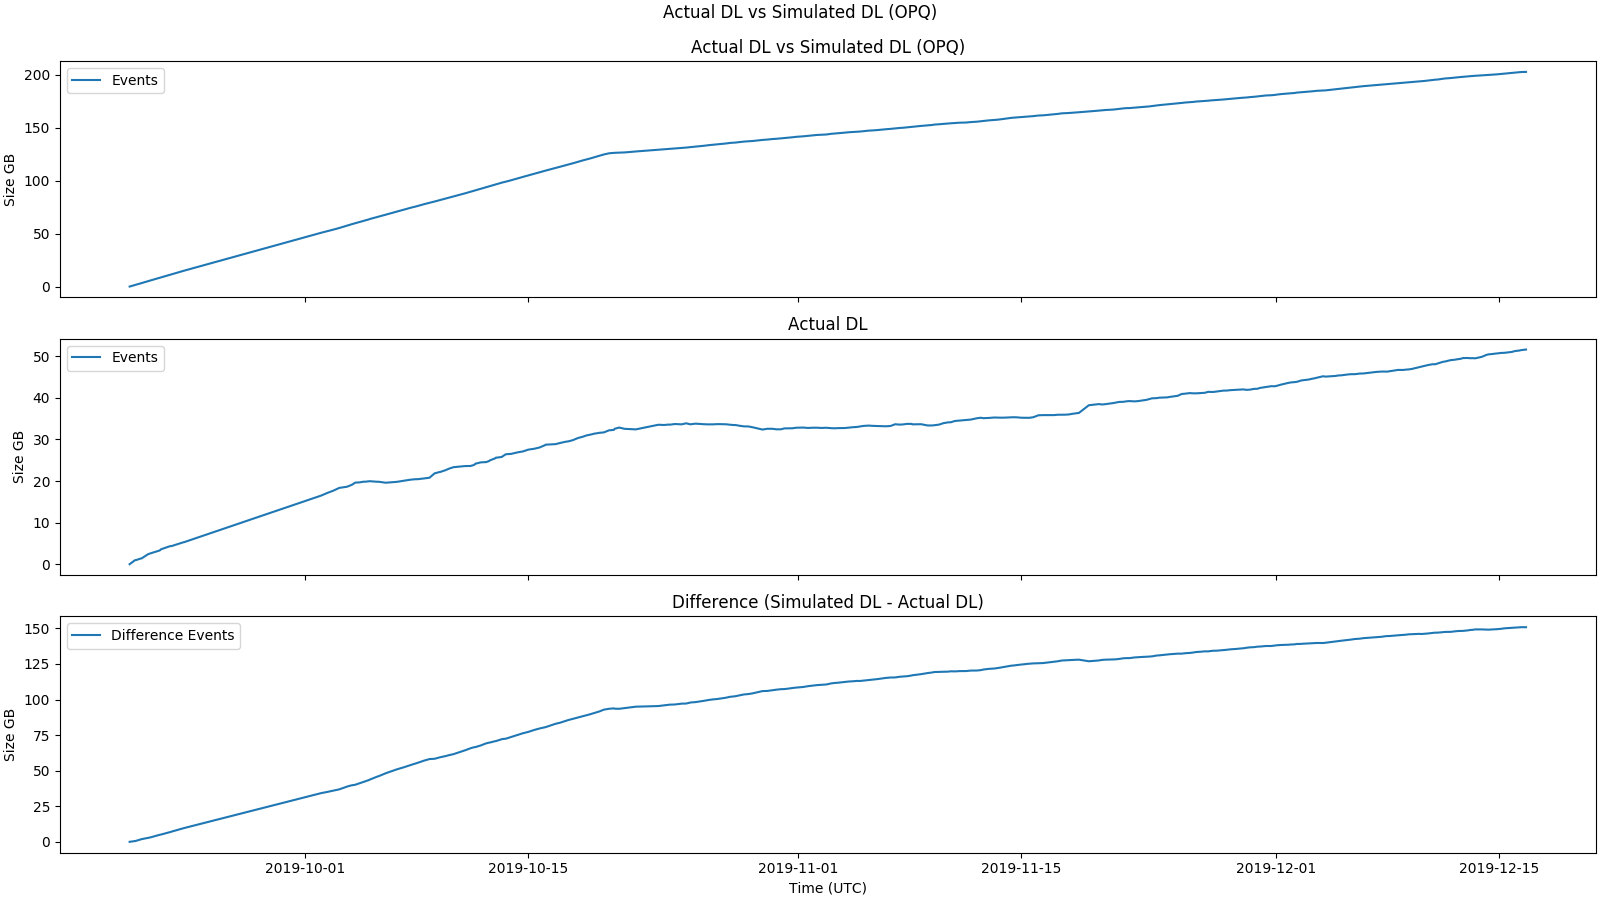 Actual DL vs Simulated DL (OPQ)
Actual DL vs Simulated DL (OPQ)
Events
200
150
100
50
0
Size GB
Actual DL
Events
50
40
30
20
10
0
Size GB
Difference (Simulated DL - Actual DL)
Difference Events
150
125
100
75
50
25
0
Size GB
2019-10-01 2019-10-15 2019-11-01 2019-11-15 2019-12-01 2019-12-15
Time (UTC)